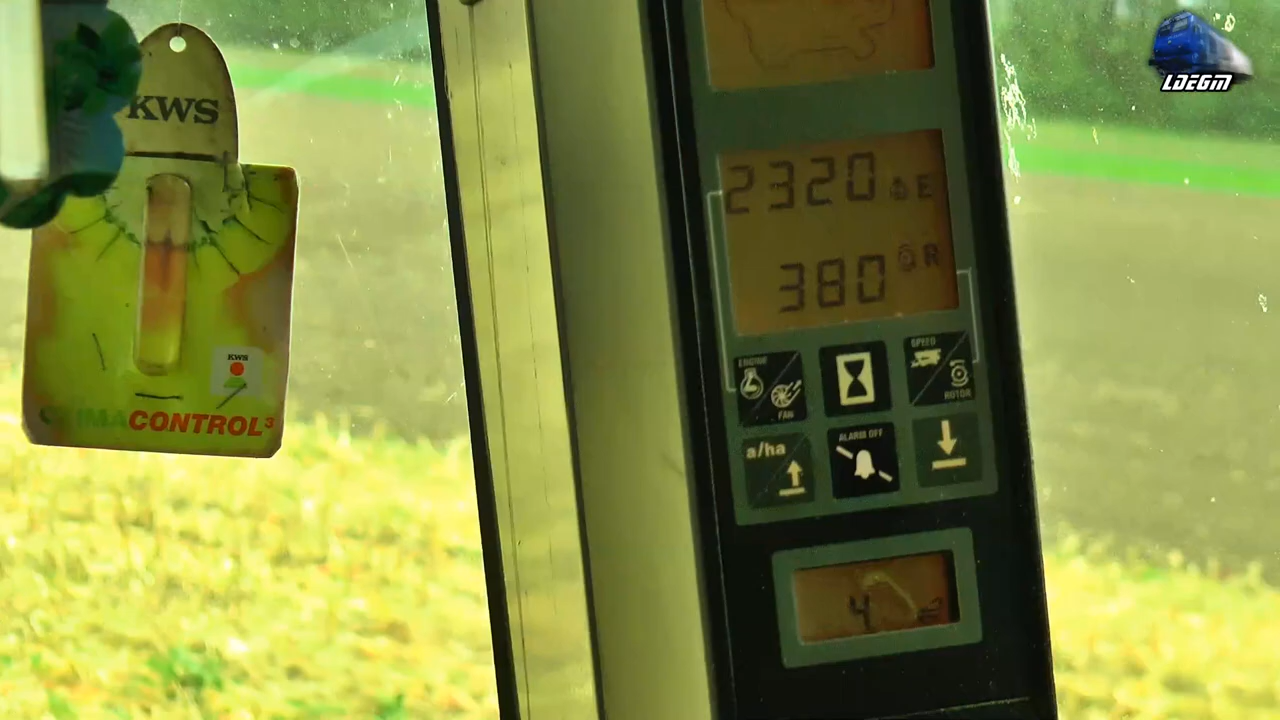 KWS
KWS
CONTROL³
2320 E
380 R
ENGINE
FAN
SPEED
ROTOR
a/ha
ALARM OFF
4
LDEGM